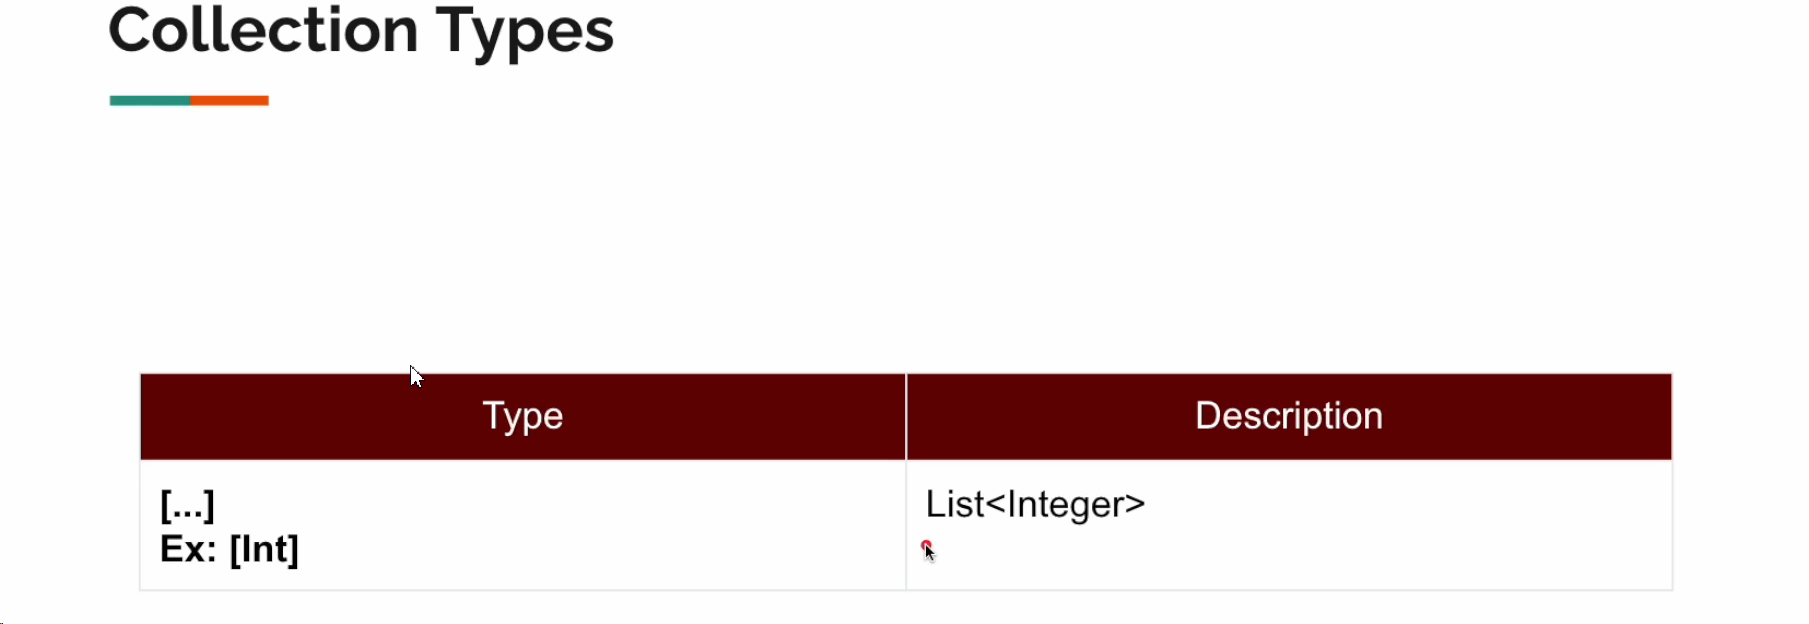 Collection Types
Type
Description
[...]
Ex: [Int]
List<Integer>